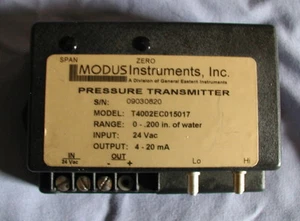 SPAN ZERO
MODUS Instruments, Inc.
A Division of General Eastern Instruments
PRESSURE TRANSMITTER
S/N: 09030820
MODEL: T4002EC015017
RANGE: 0 - .200 in. of water
INPUT: 24 Vac
OUTPUT: 4 - 20 mA
IN OUT Lo Hi
24 Vac - +